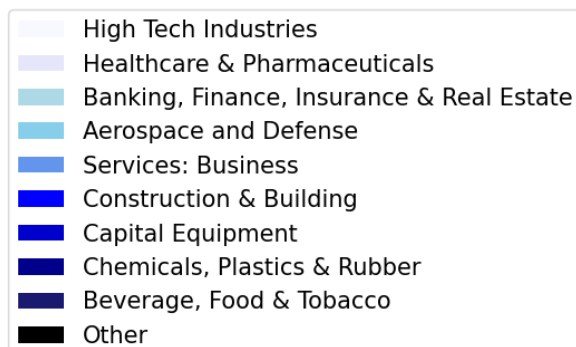 High Tech Industries
Healthcare & Pharmaceuticals
Banking, Finance, Insurance & Real Estate
Aerospace and Defense
Services: Business
Construction & Building
Capital Equipment
Chemicals, Plastics & Rubber
Beverage, Food & Tobacco
Other